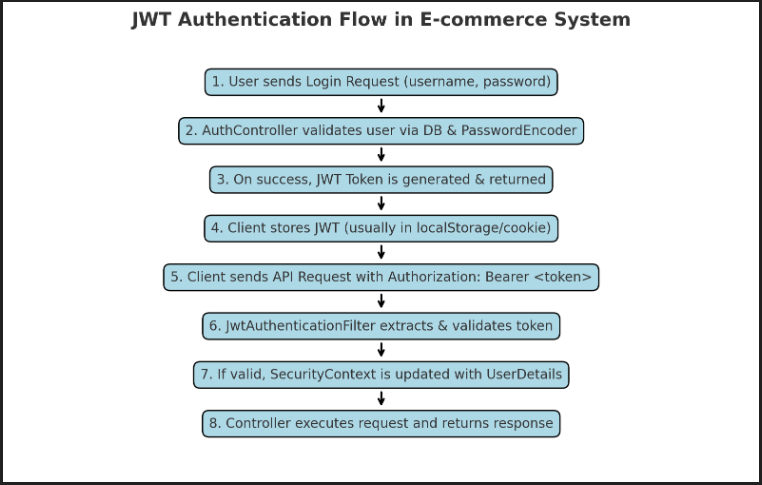 JWT Authentication Flow in E-commerce System
1. User sends Login Request (username, password)
2. AuthController validates user via DB & PasswordEncoder
3. On success, JWT Token is generated & returned
4. Client stores JWT (usually in localStorage/cookie)
5. Client sends API Request with Authorization: Bearer <token>
6. JwtAuthenticationFilter extracts & validates token
7. If valid, SecurityContext is updated with UserDetails
8. Controller executes request and returns response